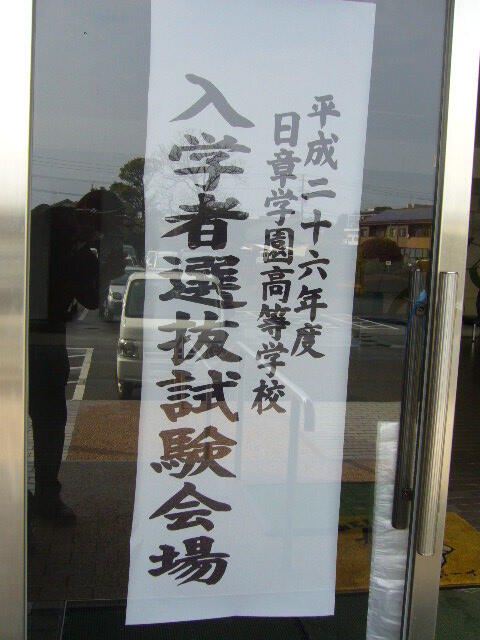 平成二十六年度
日章学園高等学校
入学者選抜試験会場